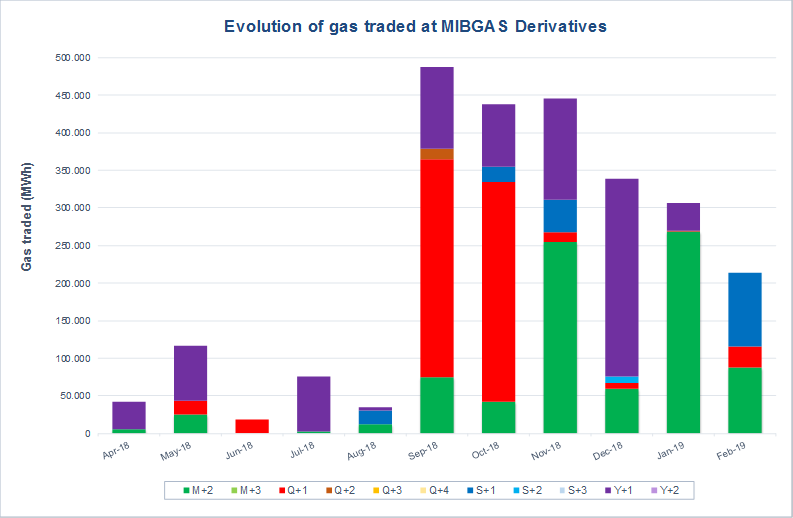 Evolution of gas traded at MIBGAS Derivatives
Gas traded (MWh)
500.000
450.000
400.000
350.000
300.000
250.000
200.000
150.000
100.000
50.000
0
Apr-18 May-18 Jun-18 Jul-18 Aug-18 Sep-18 Oct-18 Nov-18 Dec-18 Jan-19 Feb-19
M+2 M+3 Q+1 Q+2 Q+3 Q+4 S+1 S+2 S+3 Y+1 Y+2